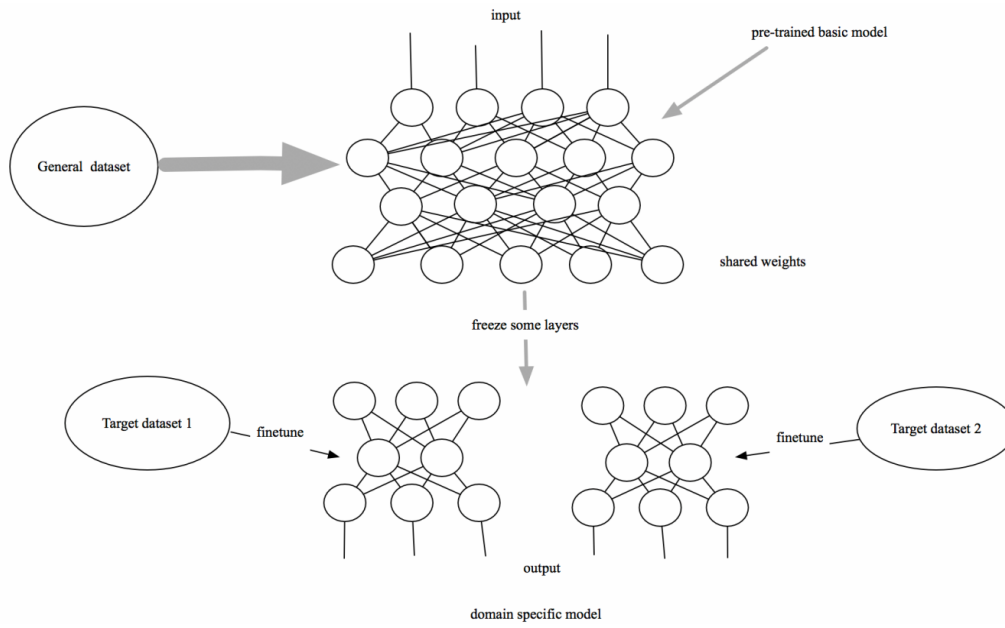 input
pre-trained basic model
General dataset
shared weights
freeze some layers
Target dataset 1
finetune
finetune
Target dataset 2
output
domain specific model